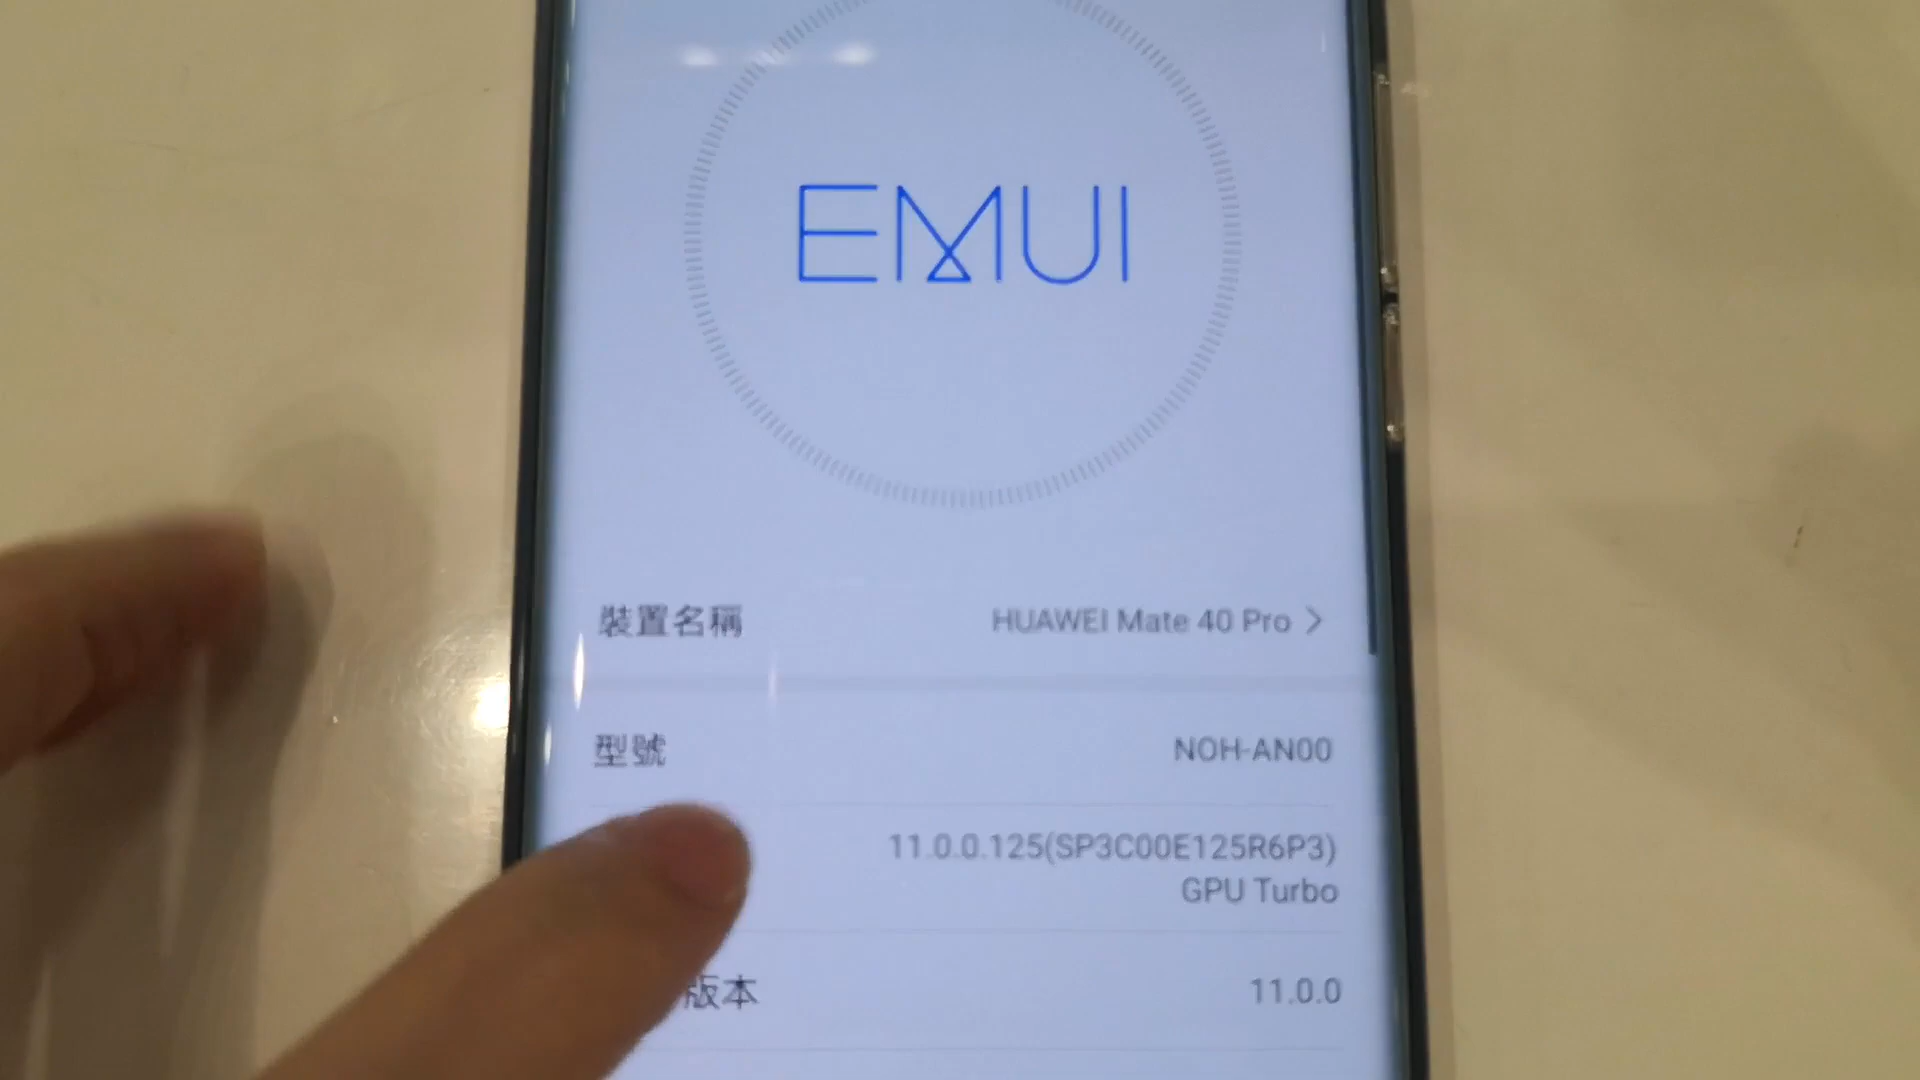 EMUI
裝置名稱 HUAWEI Mate 40 Pro
型號 NOH-AN00
11.0.0.125(SP3C00E125R6P3)
GPU Turbo
版本 11.0.0